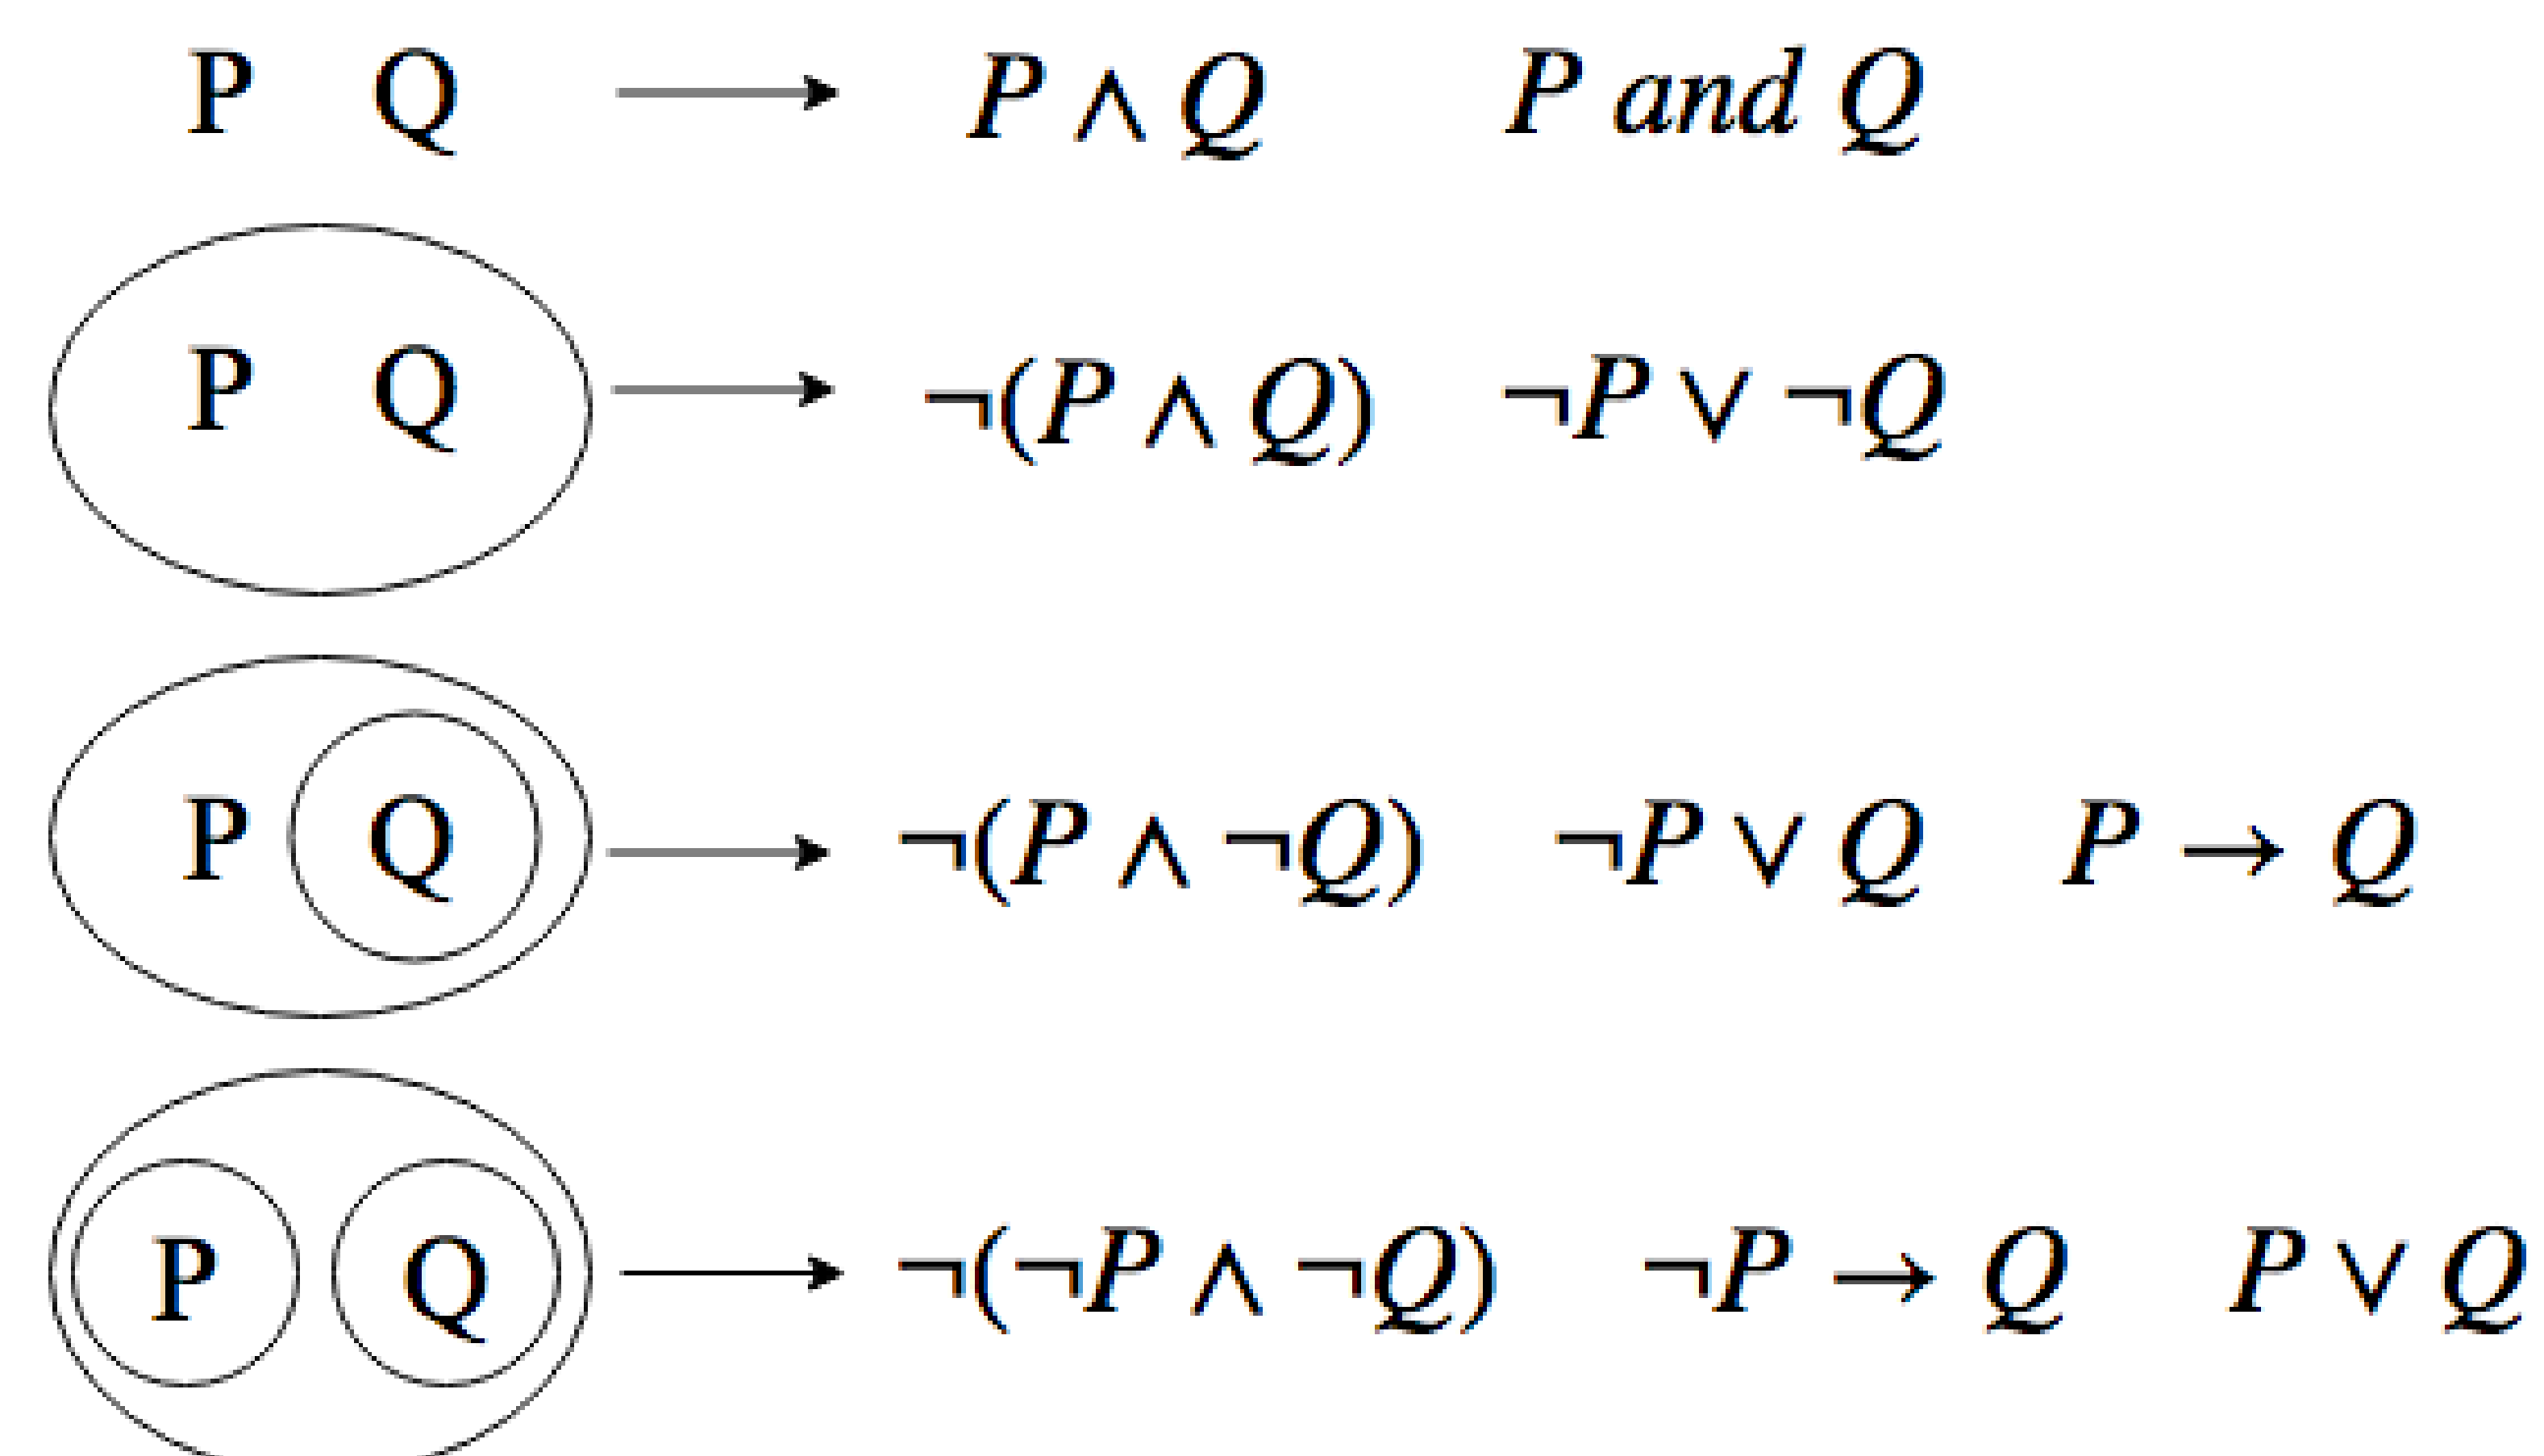 P Q P ∧ Q P and Q
P Q ¬(P ∧ Q) ¬P ∨ ¬Q
P Q ¬(P ∧ ¬Q) ¬P ∨ Q P → Q
P Q ¬(¬P ∧ ¬Q) ¬P → Q P ∨ Q